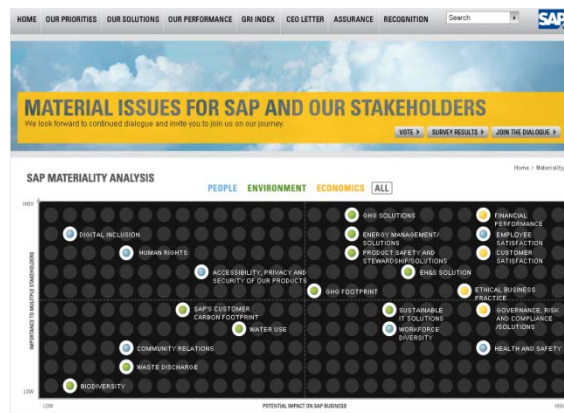 HOME OUR PRIORITIES OUR SOLUTIONS OUR PERFORMANCE GRI INDEX CEO LETTER ASSURANCE RECOGNITION Search SAP
MATERIAL ISSUES FOR SAP AND OUR STAKEHOLDERS
We look forward to continued dialogue and invite you to join us on our journey.
VOTE SURVEY RESULTS JOIN THE DIALOGUE
Home > Materiality
SAP MATERIALITY ANALYSIS
PEOPLE ENVIRONMENT ECONOMICS ALL
HIGH
IMPORTANCE TO MULTIPLE STAKEHOLDERS
LOW
GHG SOLUTIONS
FINANCIAL
PERFORMANCE
DIGITAL INCLUSION
ENERGY MANAGEMENT/
SOLUTIONS
EMPLOYEE
SATISFACTION
HUMAN RIGHTS
PRODUCT SAFETY AND
STEWARDSHIP/SOLUTIONS
CUSTOMER
SATISFACTION
ACCESSIBILITY, PRIVACY AND
SECURITY OF OUR PRODUCTS
EH&S SOLUTION
GHG FOOTPRINT
ETHICAL BUSINESS
PRACTICE
SAP'S CUSTOMER
CARBON FOOTPRINT
SUSTAINABLE
IT SOLUTIONS
GOVERNANCE, RISK
AND COMPLIANCE
/SOLUTIONS
WATER USE
WORKFORCE
DIVERSITY
COMMUNITY RELATIONS
HEALTH AND SAFETY
WASTE DISCHARGE
BIODIVERSITY
LOW POTENTIAL IMPACT ON SAP BUSINESS HIGH